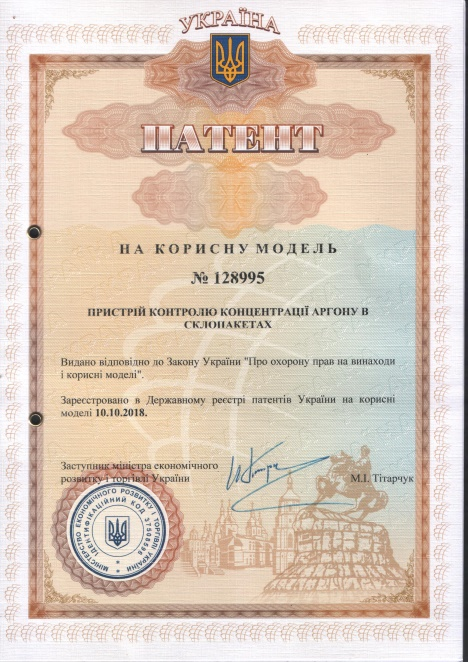 УКРАЇНА
ПАТЕНТ
НА КОРИСНУ МОДЕЛЬ
№ 128995
ПРИСТРІЙ КОНТРОЛЮ КОНЦЕНТРАЦІЇ АРГОНУ В
СКЛОПАКЕТАХ
Видано відповідно до Закону України "Про охорону прав на винаходи
і корисні моделі".
Зареєстровано в Державному реєстрі патентів України на корисні
моделі 10.10.2018.
Заступник міністра економічного
розвитку і торгівлі України
М.І. Тітарчук
МІНІСТЕРСТВО ЕКОНОМІЧНОГО РОЗВИТКУ І ТОРГІВЛІ УКРАЇНИ
ІДЕНТИФІКАЦІЙНИЙ КОД 37508596